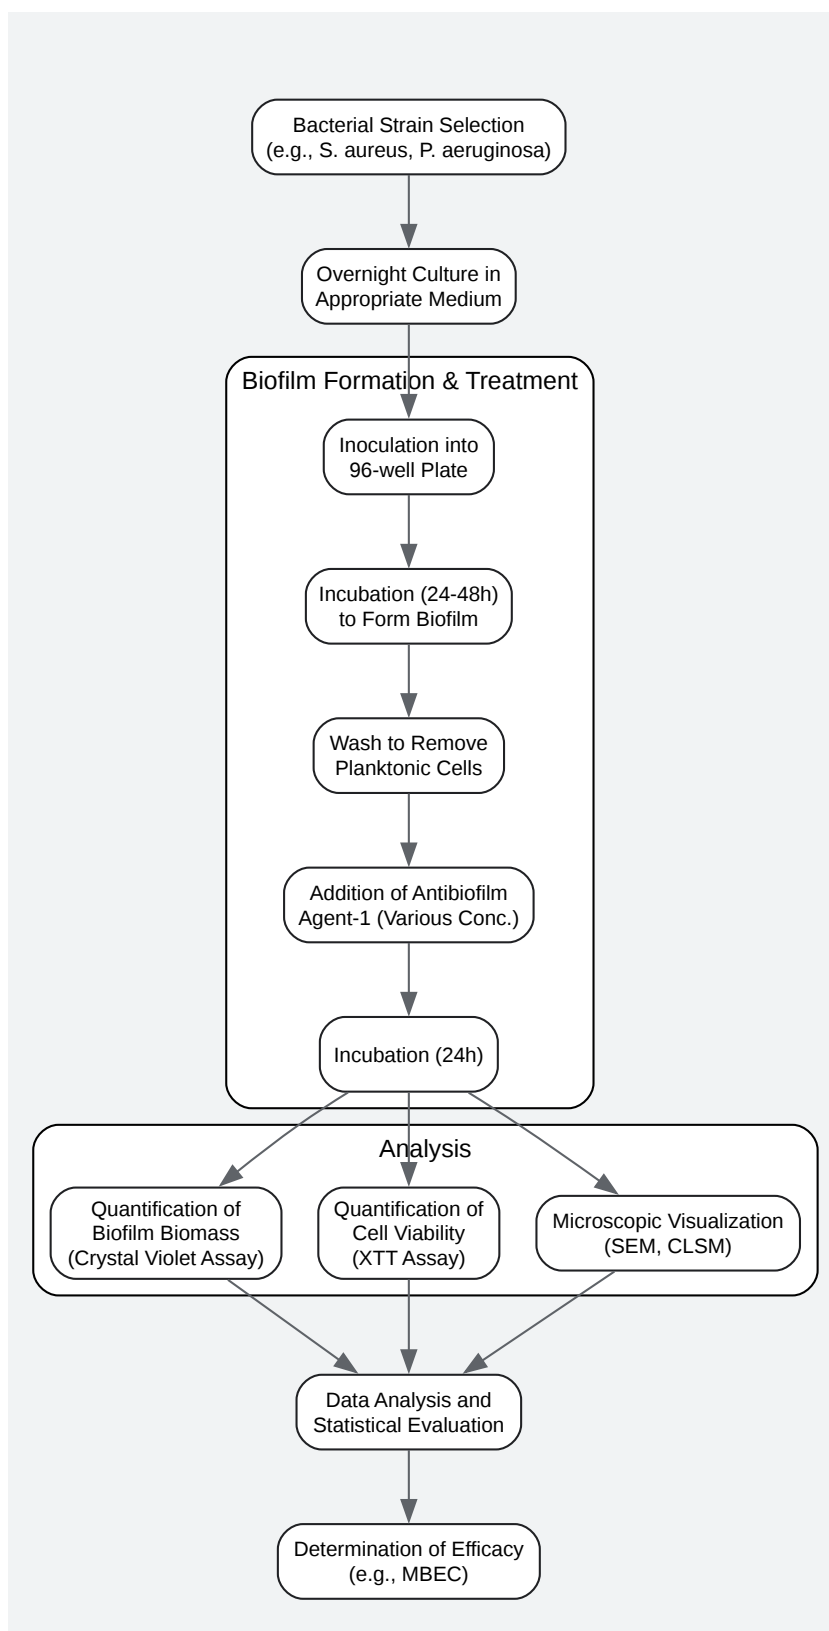 Bacterial Strain Selection
(e.g., S. aureus, P. aeruginosa)
Overnight Culture in
Appropriate Medium
Biofilm Formation & Treatment
Inoculation into
96-well Plate
Incubation (24-48h)
to Form Biofilm
Wash to Remove
Planktonic Cells
Addition of Antibiofilm
Agent-1 (Various Conc.)
Incubation (24h)
Analysis
Quantification of
Biofilm Biomass
(Crystal Violet Assay)
Quantification of
Cell Viability
(XTT Assay)
Microscopic Visualization
(SEM, CLSM)
Data Analysis and
Statistical Evaluation
Determination of Efficacy
(e.g., MBEC)